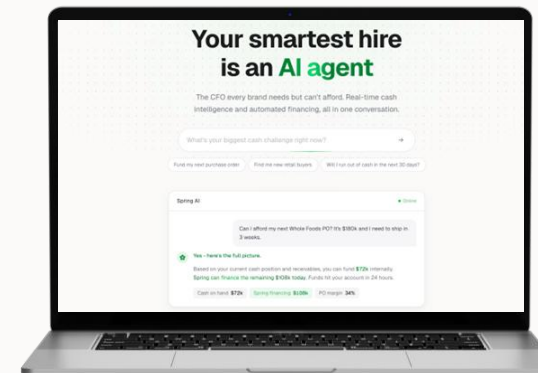 Your smartest hire
is an AI agent
The CFO every brand needs but can't afford. Real-time cash
intelligence and automated financing, all in one conversation.
What's your biggest cash challenge right now?
Fund my next purchase order
Find me new retail buyers
Will I run out of cash in the next 30 days?
Spring AI
Online
Can I afford my next Whole Foods PO? It's $180k and I need to ship in
3 weeks.
Yes - here's the full picture.
Based on your current cash position and receivables, you can fund $72k internally.
Spring can finance the remaining $108k today. Funds hit your account in 24 hours.
Cash on hand: $72k
Spring financing: $108k
PO margin: 34%